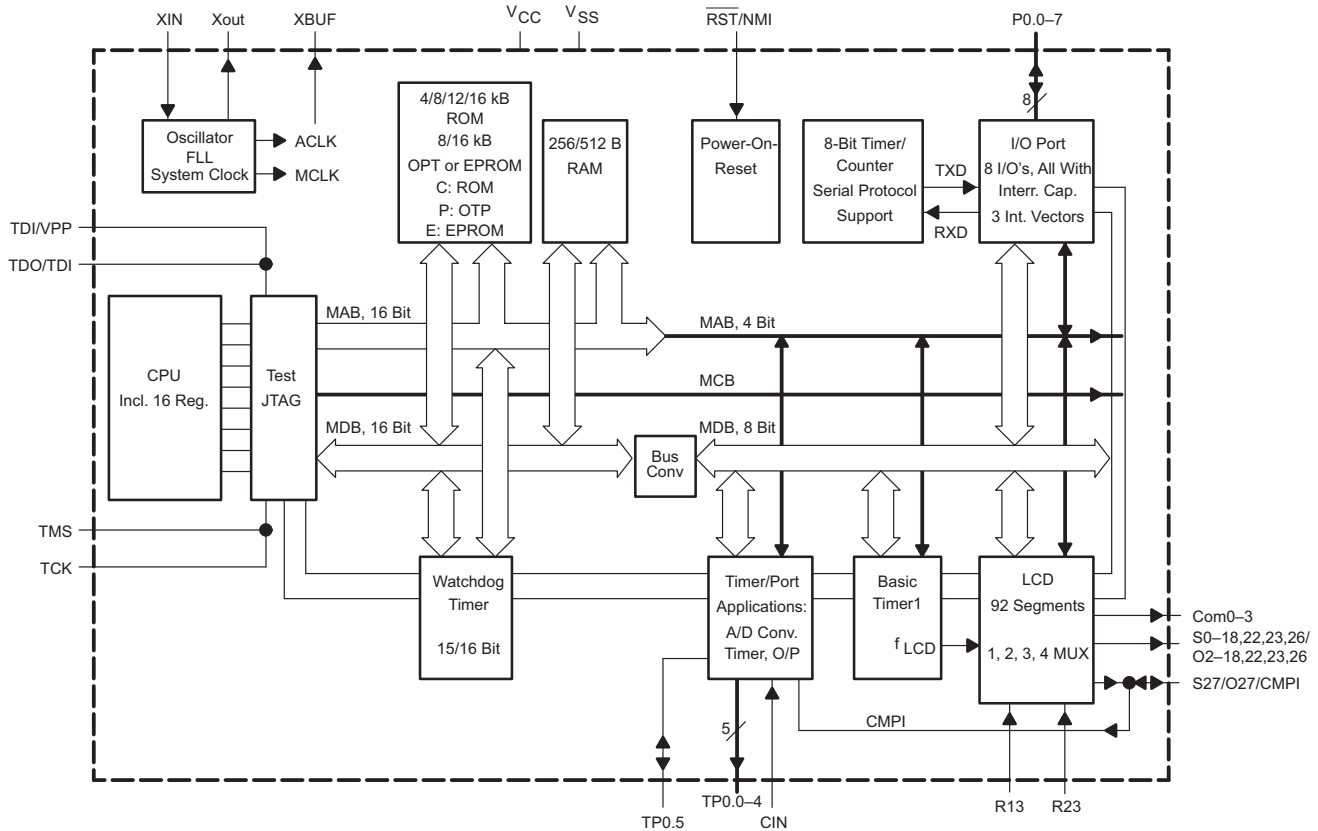 XIN
Xout
XBUF
VCC
VSS
RST/NMI
P0.0–7
8
Oscillator
FLL
System Clock
ACLK
MCLK
4/8/12/16 kB
ROM
8/16 kB
OPT or EPROM
C: ROM
P: OTP
E: EPROM
256/512 B
RAM
Power-On-
Reset
8-Bit Timer/
Counter
Serial Protocol
Support
TXD
RXD
I/O Port
8 I/O's, All With
Interr. Cap.
3 Int. Vectors
TDI/VPP
TDO/TDI
CPU
Incl. 16 Reg.
Test
JTAG
MAB, 16 Bit
MAB, 4 Bit
MCB
MDB, 16 Bit
Bus
Conv
MDB, 8 Bit
TMS
TCK
Watchdog
Timer
15/16 Bit
Timer/Port
Applications:
A/D Conv.
Timer, O/P
Basic
Timer1
f LCD
LCD
92 Segments
1, 2, 3, 4 MUX
Com0–3
S0–18,22,23,26/
O2–18,22,23,26
S27/O27/CMPI
CMPI
5
TP0.5
TP0.0–4
CIN
R13
R23